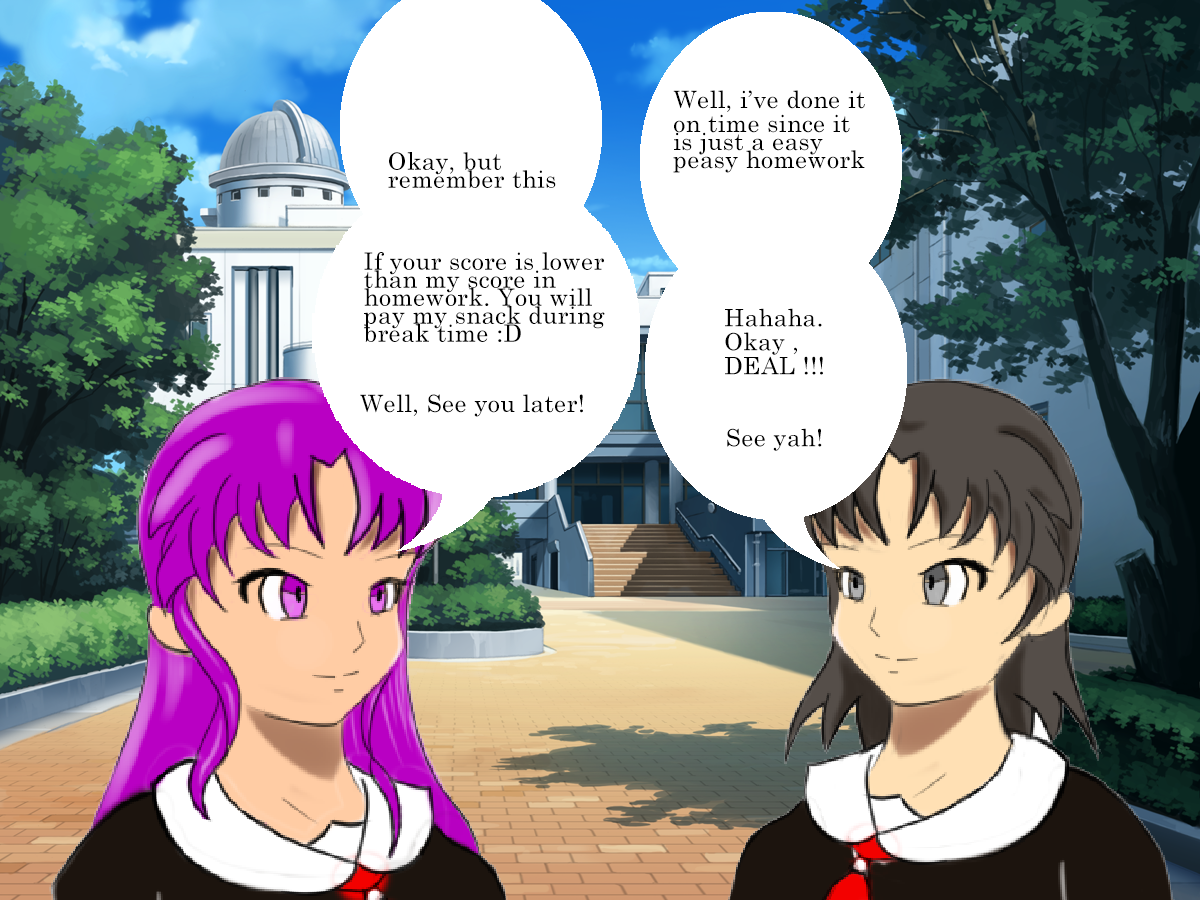 Okay, but
remember this
Well, i've done it
on time since it
is just a easy
peasy homework
If your score is lower
than my score in
homework. You will
pay my snack during
break time :D
Well, See you later!
Hahaha.
Okay ,
DEAL !!!
See yah!